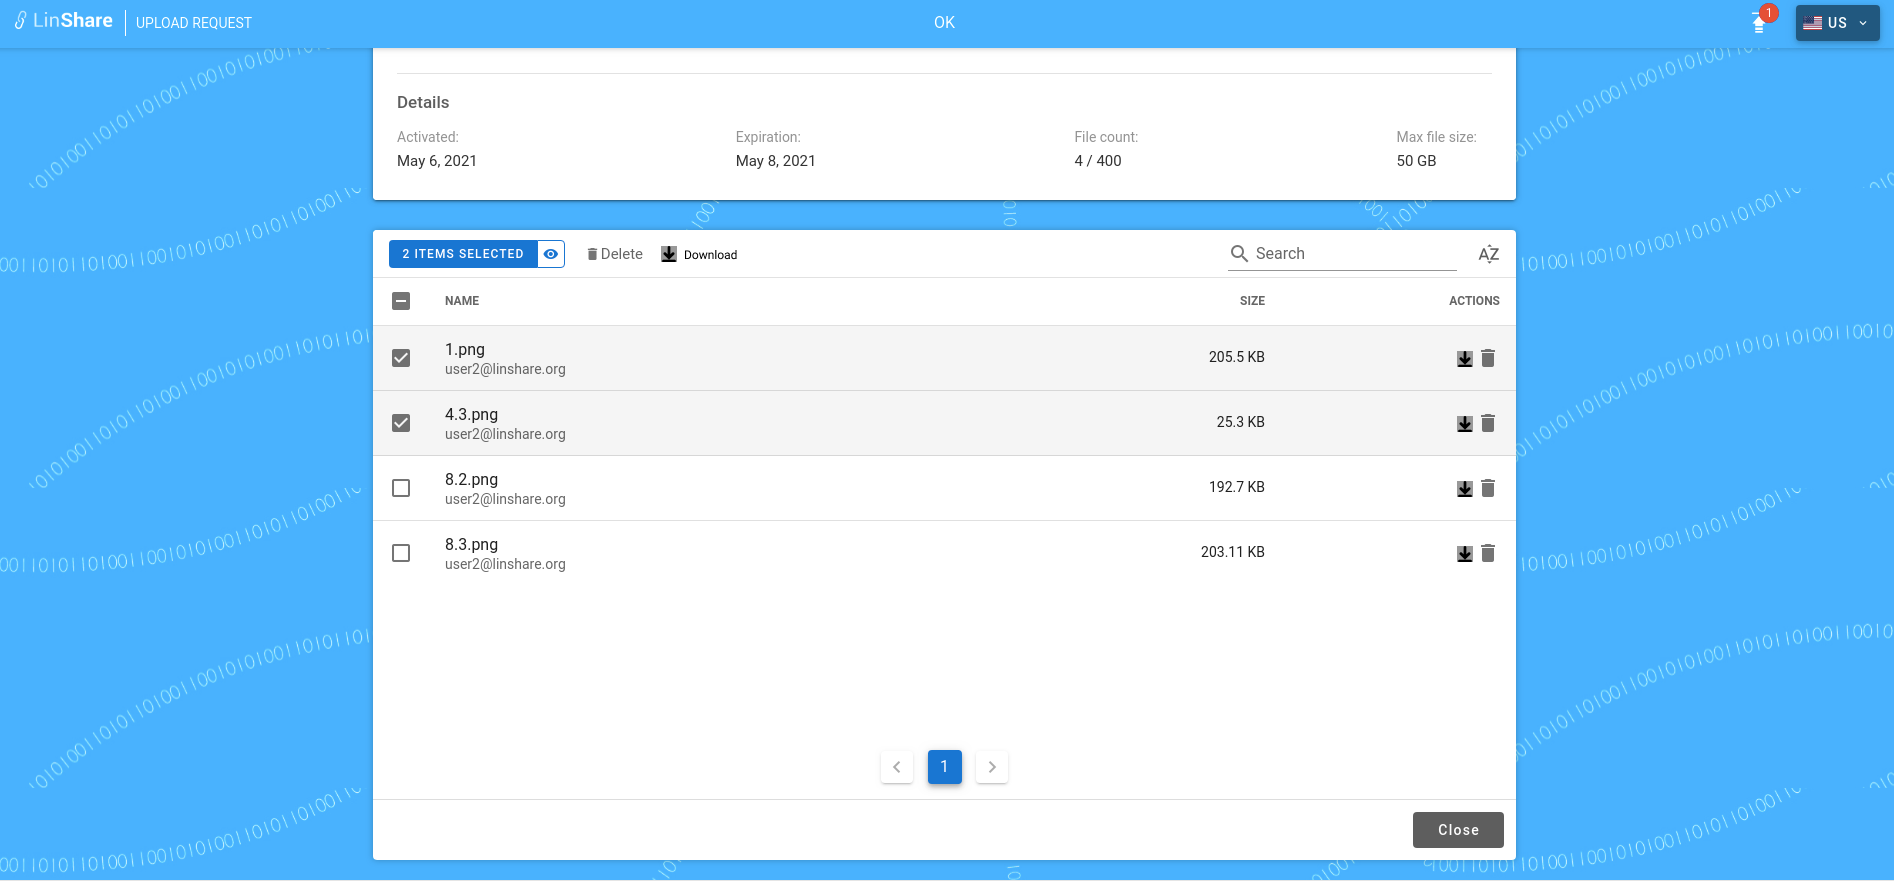 LinShare UPLOAD REQUEST OK 1 US
Details
Activated: Expiration: File count: Max file size:
May 6, 2021 May 8, 2021 4 / 400 50 GB
2 ITEMS SELECTED Delete Download Search AZ
NAME SIZE ACTIONS
1.png
user2@linshare.org
205.5 KB
4.3.png
user2@linshare.org
25.3 KB
8.2.png
user2@linshare.org
192.7 KB
8.3.png
user2@linshare.org
203.11 KB
1
Close